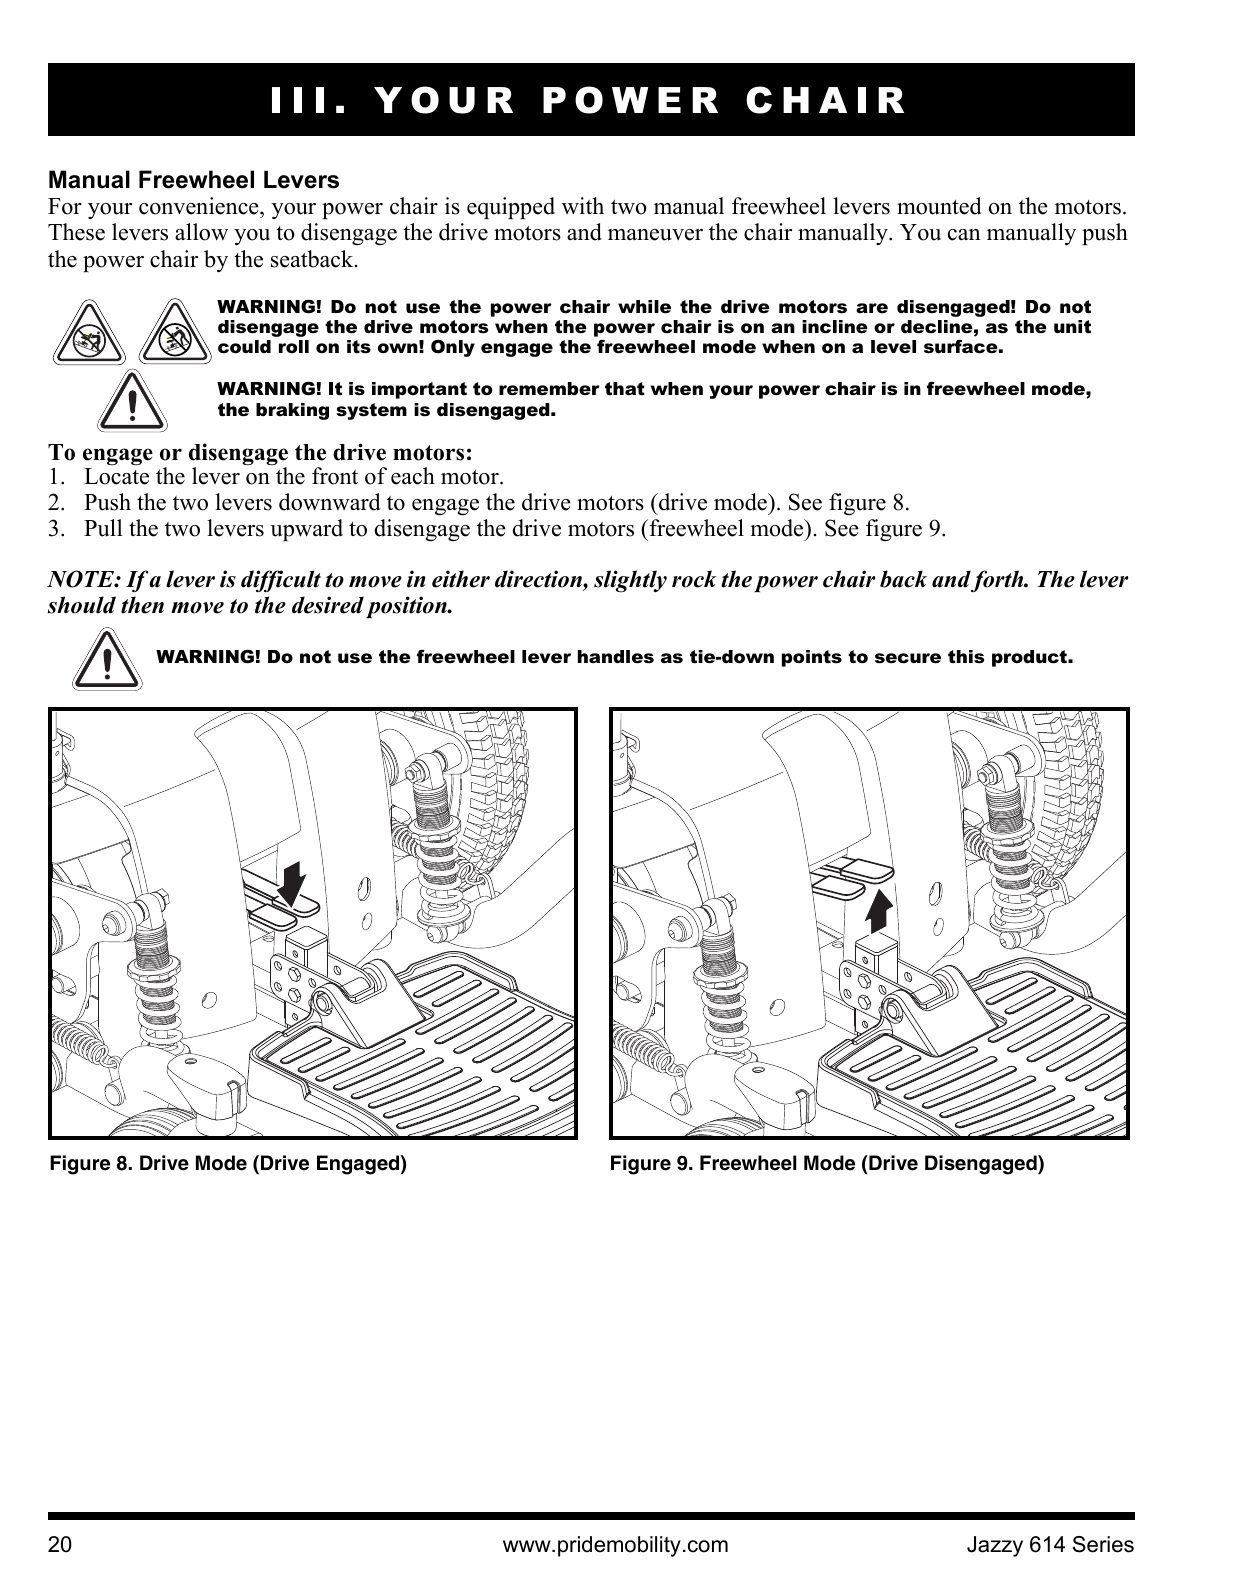 III. YOUR POWER CHAIR
Manual Freewheel Levers
For your convenience, your power chair is equipped with two manual freewheel levers mounted on the motors.
These levers allow you to disengage the drive motors and maneuver the chair manually. You can manually push
the power chair by the seatback.
WARNING! Do not use the power chair while the drive motors are disengaged! Do not
disengage the drive motors when the power chair is on an incline or decline, as the unit
could roll on its own! Only engage the freewheel mode when on a level surface.
WARNING! It is important to remember that when your power chair is in freewheel mode,
the braking system is disengaged.
To engage or disengage the drive motors:
1. Locate the lever on the front of each motor.
2. Push the two levers downward to engage the drive motors (drive mode). See figure 8.
3. Pull the two levers upward to disengage the drive motors (freewheel mode). See figure 9.
NOTE: If a lever is difficult to move in either direction, slightly rock the power chair back and forth. The lever
should then move to the desired position.
WARNING! Do not use the freewheel lever handles as tie-down points to secure this product.
Figure 8. Drive Mode (Drive Engaged)
Figure 9. Freewheel Mode (Drive Disengaged)
20
www.pridemobility.com
Jazzy 614 Series